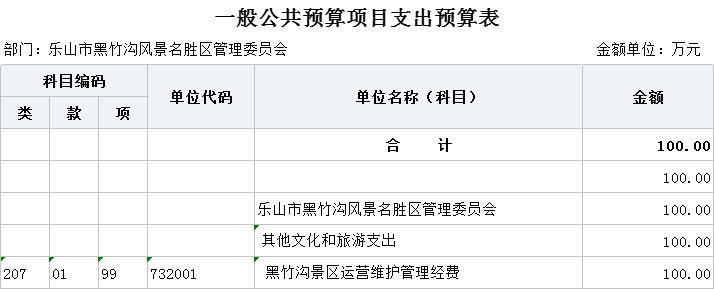 一般公共预算项目支出预算表
部门：乐山市黑竹沟风景名胜区管理委员会 金额单位：万元
科目编码 单位代码 单位名称（科目） 金额
类 款 项
合 计 100.00
100.00
乐山市黑竹沟风景名胜区管理委员会 100.00
其他文化和旅游支出 100.00
207 01 99 732001 黑竹沟景区运营维护管理经费 100.00